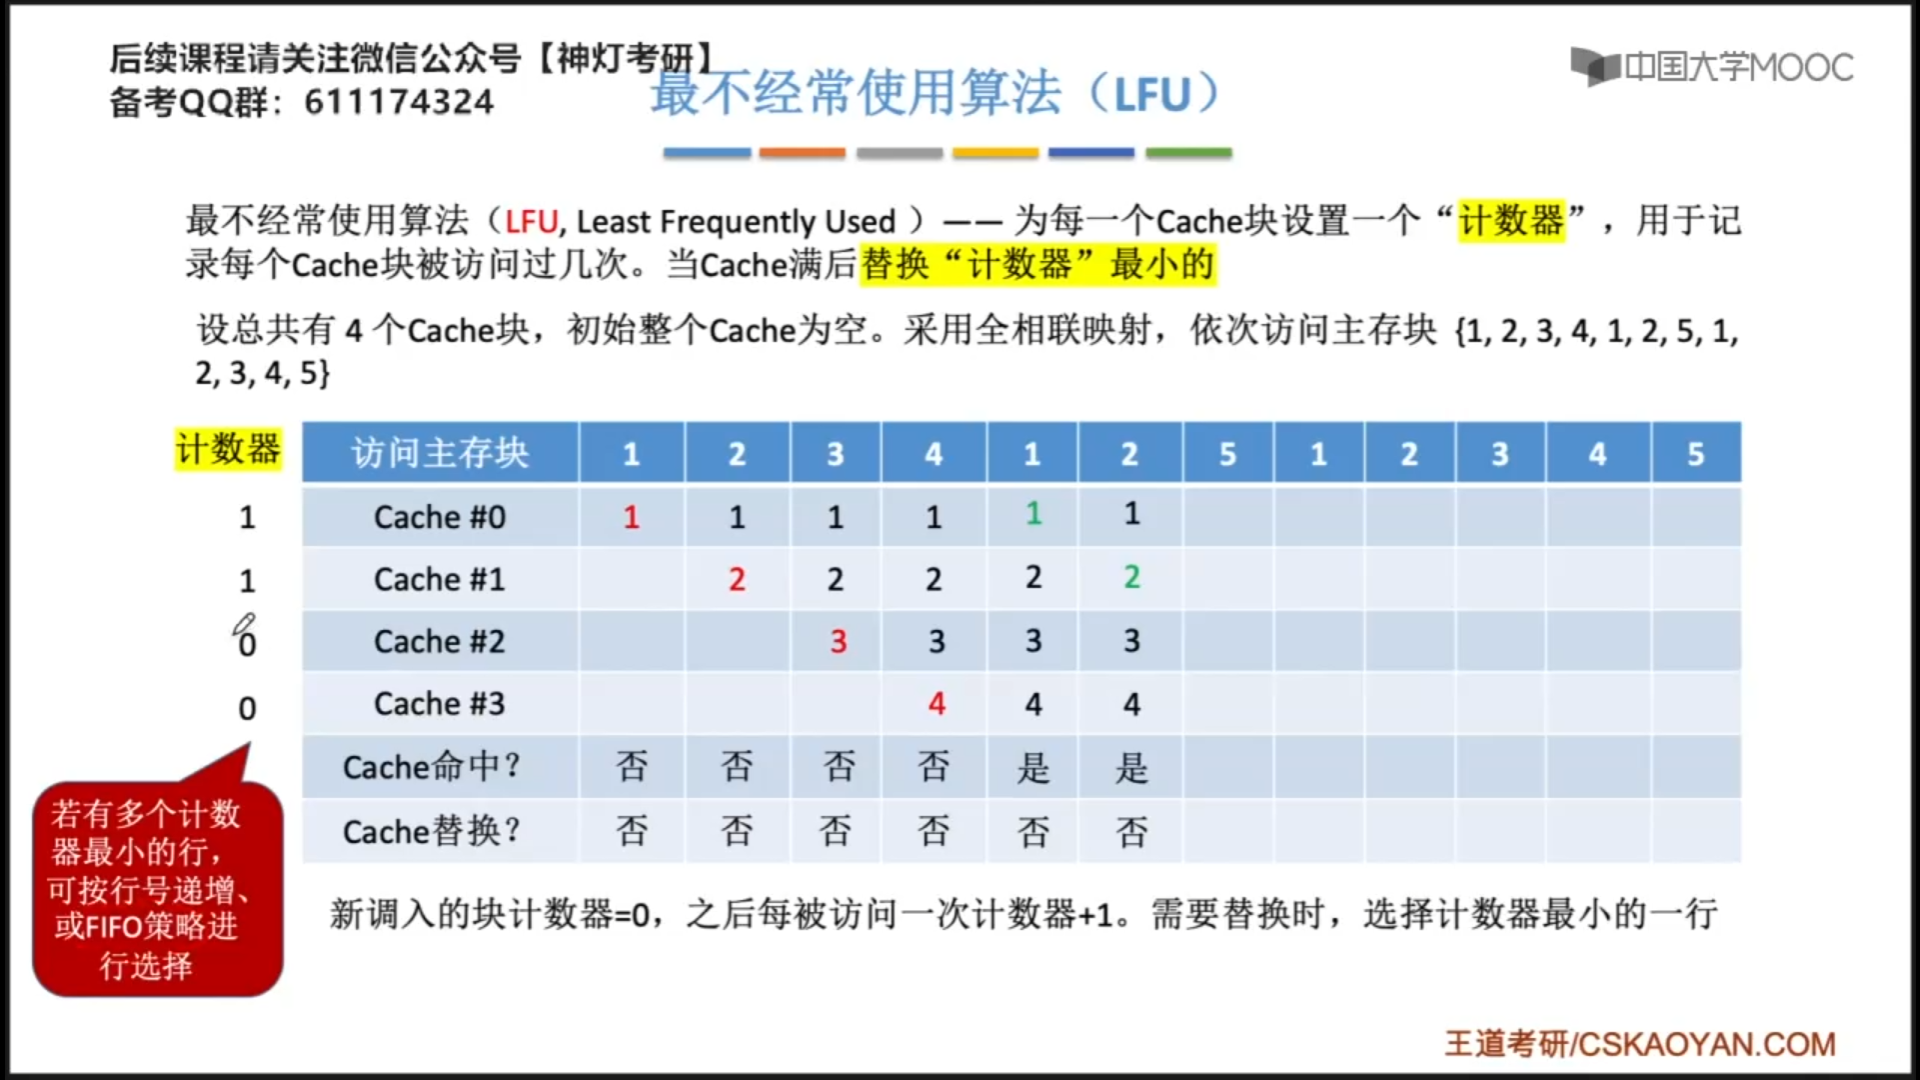 后续课程请关注微信公众号【神灯考研】
备考QQ群：611174324
中国大学MOOC
最不经常使用算法（LFU）
最不经常使用算法（LFU, Least Frequently Used ）—— 为每一个Cache块设置一个“计数器”，用于记
录每个Cache块被访问过几次。当Cache满后替换“计数器”最小的
设总共有 4 个Cache块，初始整个Cache为空。采用全相联映射，依次访问主存块 {1, 2, 3, 4, 1, 2, 5, 1,
2, 3, 4, 5}
计数器 访问主存块 1 2 3 4 1 2 5 1 2 3 4 5
1 Cache #0 1 1 1 1 1 1
1 Cache #1 2 2 2 2 2
0 Cache #2 3 3 3 3
0 Cache #3 4 4 4
Cache命中？ 否 否 否 否 是 是
Cache替换？ 否 否 否 否 否 否
若有多个计数
器最小的行，
可按行号递增、
或FIFO策略进
行选择
新调入的块计数器=0，之后每被访问一次计数器+1。需要替换时，选择计数器最小的一行
王道考研/CSKAOYAN.COM